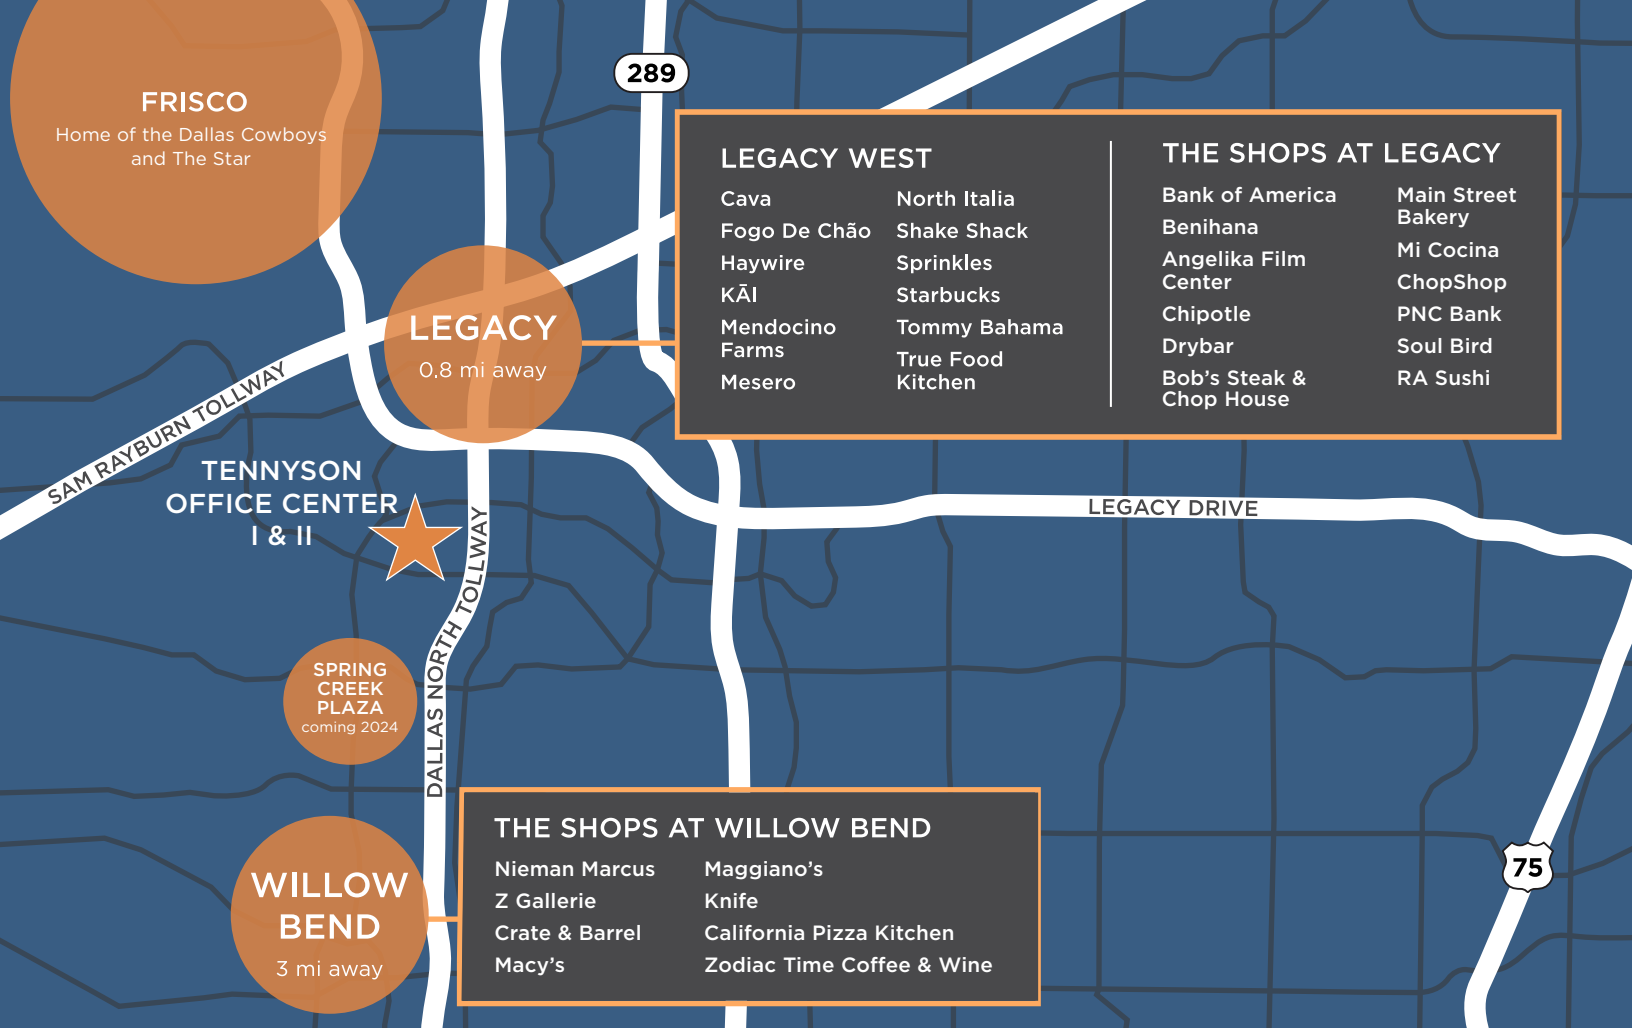 FRISCO
Home of the Dallas Cowboys
and The Star
289
LEGACY WEST
Cava
Fogo De Chão
Haywire
KĀI
Mendocino
Farms
Mesero
North Italia
Shake Shack
Sprinkles
Starbucks
Tommy Bahama
True Food
Kitchen
THE SHOPS AT LEGACY
Bank of America
Benihana
Angelika Film
Center
Chipotle
Drybar
Bob’s Steak &
Chop House
Main Street
Bakery
Mi Cocina
ChopShop
PNC Bank
Soul Bird
RA Sushi
LEGACY
0.8 mi away
SAM RAYBURN TOLLWAY
TENNYSON
OFFICE CENTER
I & II
LEGACY DRIVE
DALLAS NORTH TOLLWAY
SPRING
CREEK
PLAZA
coming 2024
THE SHOPS AT WILLOW BEND
Nieman Marcus
Z Gallerie
Crate & Barrel
Macy’s
Maggiano’s
Knife
California Pizza Kitchen
Zodiac Time Coffee & Wine
WILLOW
BEND
3 mi away
75